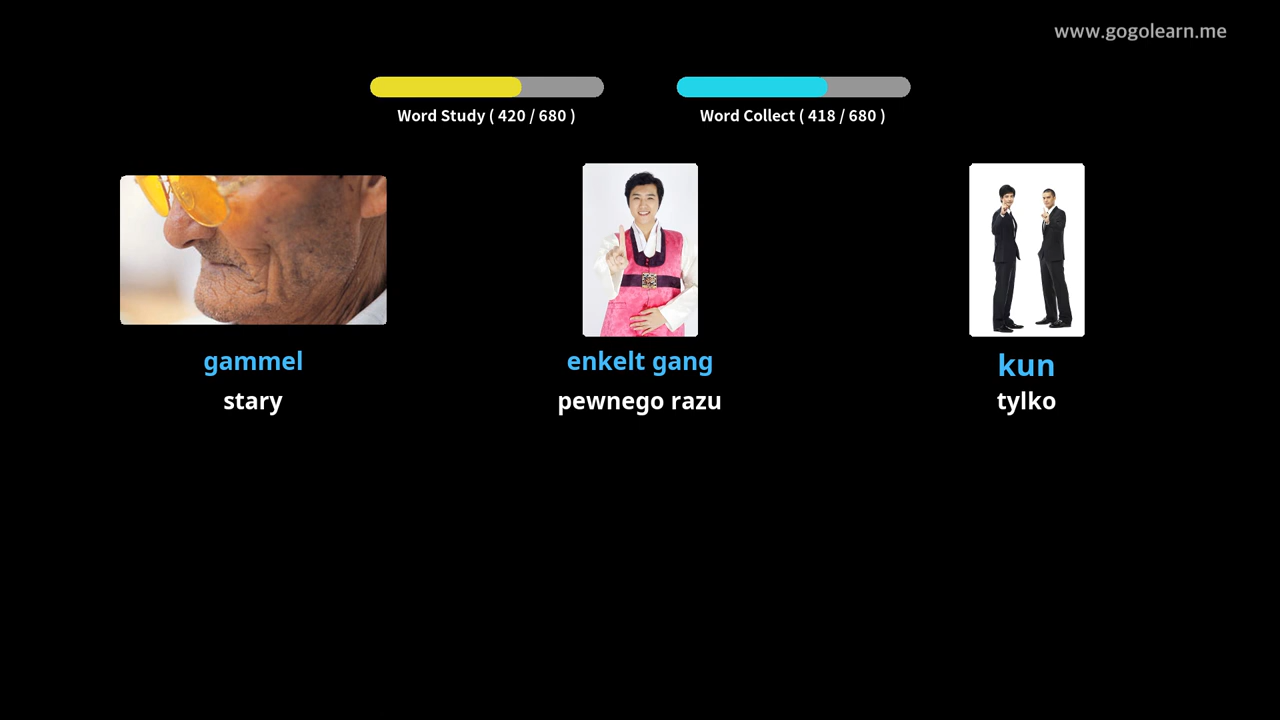 www.gogolearn.me
Word Study ( 420 / 680 )
Word Collect ( 418 / 680 )
gammel
enkelt gang
kun
stary
pewnego razu
tylko